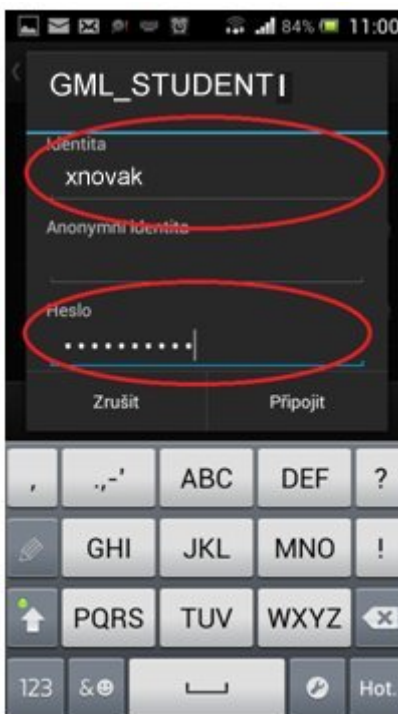 84% 11:00
GML_STUDENTI
Identita
xnovak
Anonymní identita
Heslo
Zrušit Připojit
, .,-' ABC DEF ?
GHI JKL MNO !
PQRS TUV WXYZ
123 & Hot.